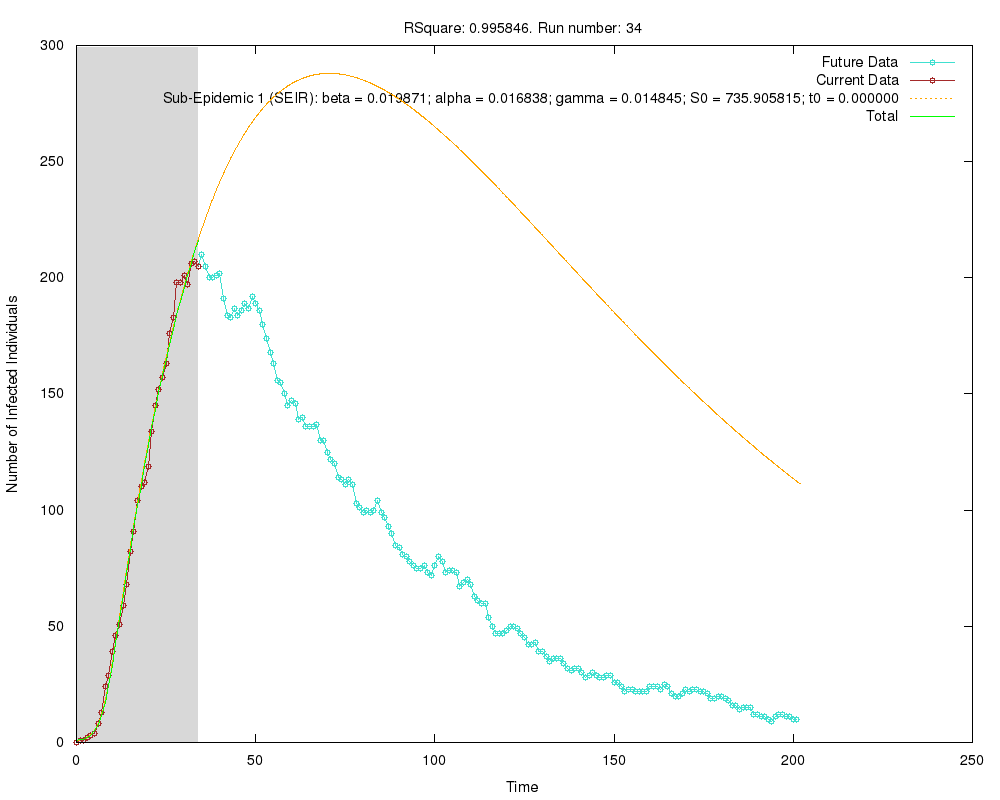 RSquare: 0.995846. Run number: 34
300
250
200
150
100
50
0
Number of Infected Individuals
Future Data
Current Data
Sub-Epidemic 1 (SEIR): beta = 0.019871; alpha = 0.016838; gamma = 0.014845; S0 = 735.905815; t0 = 0.000000
Total
0 50 100 150 200 250
Time